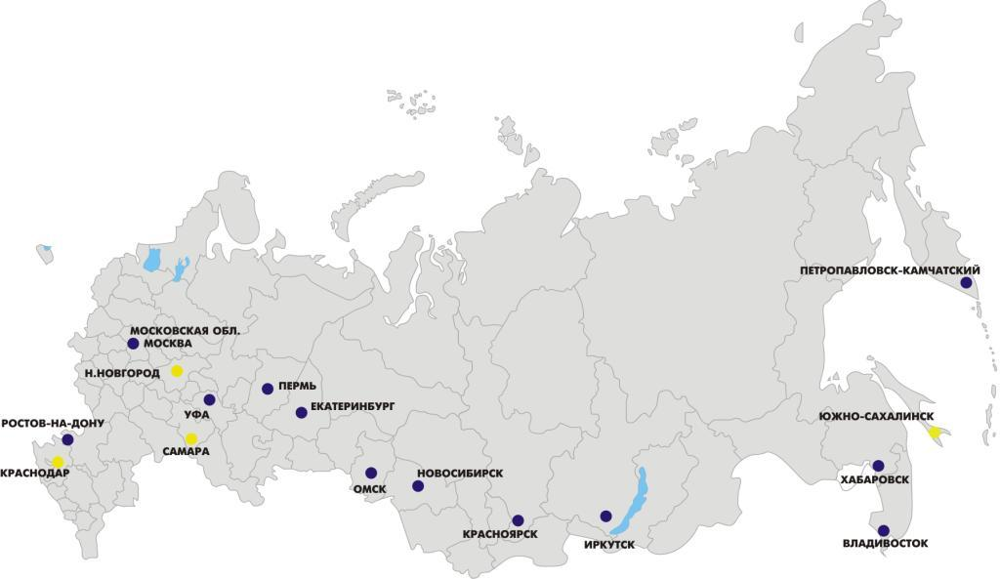 ПЕТРОПАВЛОВСК-КАМЧАТСКИЙ
МОСКОВСКАЯ ОБЛ.
МОСКВА
Н.НОВГОРОД
ПЕРМЬ
ЕКАТЕРИНБУРГ
УФА
ЮЖНО-САХАЛИНСК
РОСТОВ-НА-ДОНУ
САМАРА
КРАСНОДАР
НОВОСИБИРСК
ХАБАРОВСК
ОМСК
КРАСНОЯРСК
ИРКУТСК
ВЛАДИВОСТОК